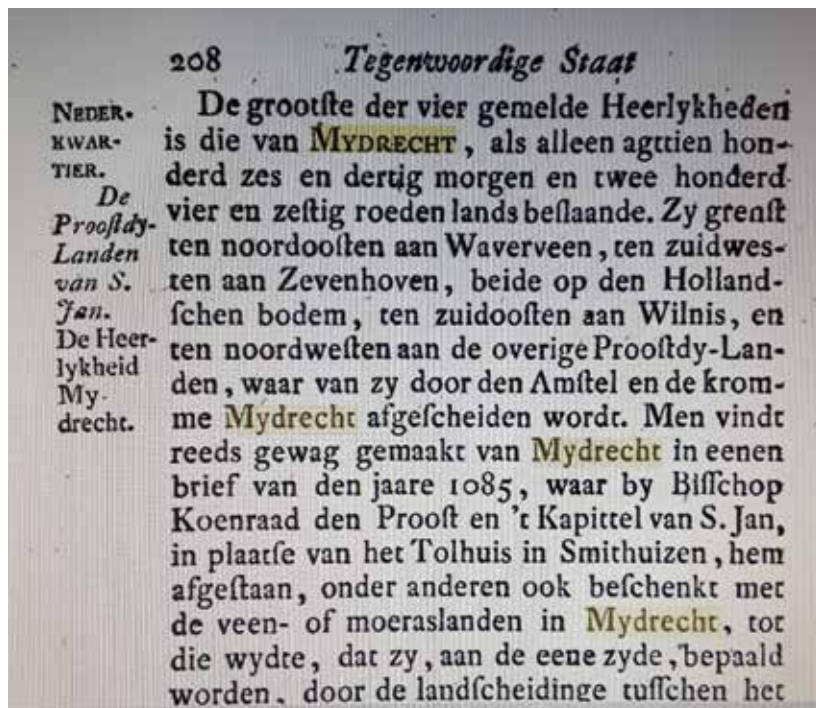 208 Tegenwoordige Staat
NEDER-
KWAR-
TIER.
De
Prooſtdy-
Landen
van S.
Jan.
De Heer-
lykheid
My-
drecht.
De grootſte der vier gemelde Heerlykheden
is die van MYDRECHT, als alleen agttien hon-
derd zes en dertig morgen en twee honderd
vier en zeſtig roeden lands beſlaande. Zy grenſt
ten noordooſten aan Waverveen, ten zuidwes-
ten aan Zevenhoven, beide op den Holland-
ſchen bodem, ten zuidooſten aan Wilnis, en
ten noordweſten aan de overige Prooſtdy-Lan-
den, waar van zy door den Amſtel en de krom-
me Mydrecht afgeſcheiden wordt. Men vindt
reeds gewag gemaakt van Mydrecht in eenen
brief van den jaare 1085, waar by Biſſchop
Koenraad den Prooſt en 't Kapittel van S. Jan,
in plaatſe van het Tolhuis in Smithuizen, hem
afgeſtaan, onder anderen ook beſchenkt met
de veen- of moeraslanden in Mydrecht, tot
die wydte, dat zy, aan de eene zyde, bepaald
worden, door de landſcheidinge tuſſchen het